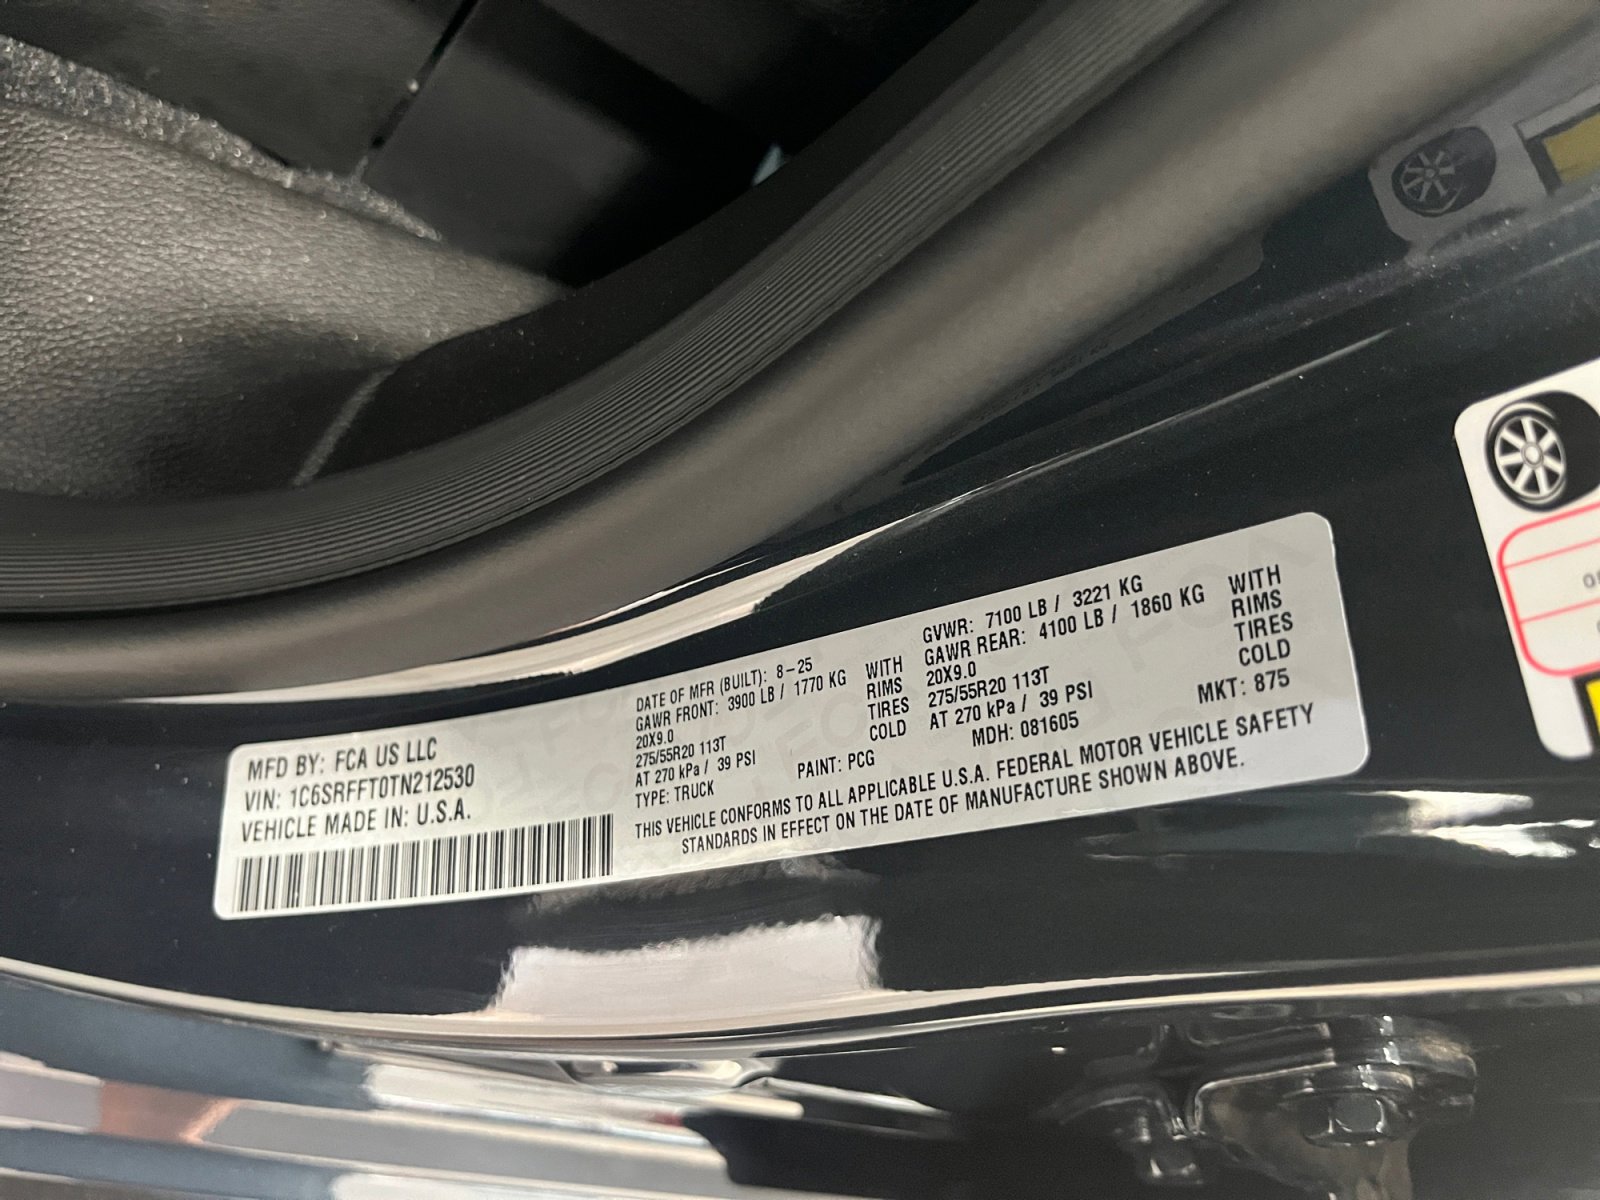 MFD BY: FCA US LLC
VIN: 1C6SRFFT0TN212530
VEHICLE MADE IN: U.S.A.
DATE OF MFR (BUILT): 8-25
GAWR FRONT: 3900 LB / 1770 KG WITH
20X9.0 RIMS
275/55R20 113T TIRES
AT 270 kPa / 39 PSI COLD
TYPE: TRUCK PAINT: PCG
GVWR: 7100 LB / 3221 KG
GAWR REAR: 4100 LB / 1860 KG WITH
20X9.0 RIMS
275/55R20 113T TIRES
AT 270 kPa / 39 PSI COLD
MDH: 081605 MKT: 875
THIS VEHICLE CONFORMS TO ALL APPLICABLE U.S.A. FEDERAL MOTOR VEHICLE SAFETY
STANDARDS IN EFFECT ON THE DATE OF MANUFACTURE SHOWN ABOVE.